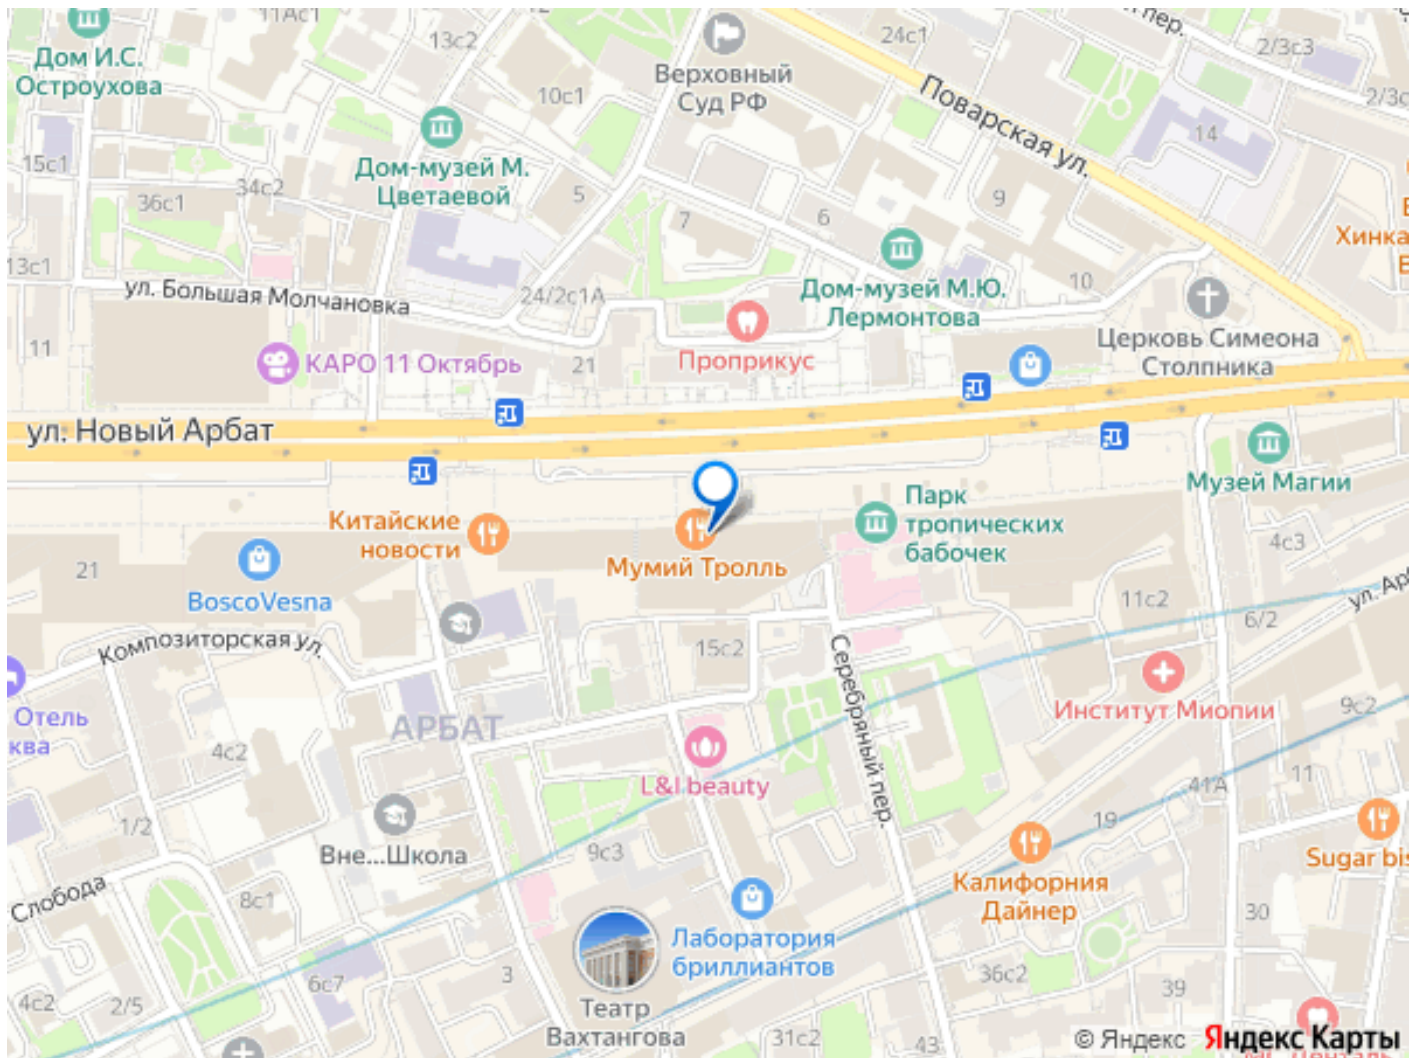 11Ас1
13с2
24с1
пер.
2/3с3
Дом И.С.
Остроухова
Верховный
Суд РФ
10с1
2/3с
Поварская ул.
14
15с1
Дом-музей М.
Цветаевой
34с2
36с1
5
7
6
9
Хинка
13с1
ул. Большая Молчановка
24/2с1А
10
Дом-музей М.Ю.
Лермонтова
Церковь Симеона
Столпника
11
КАРО 11 Октябрь
21
Проприкус
ул. Новый Арбат
Музей Магии
Китайские
новости
Мумий Тролль
Парк
тропических
бабочек
4с3
21
BoscoVesna
11с2
ул. Арб
6/2
Композиторская ул.
15с2
Серебряный пер.
Институт Миопии
9с2
Отель
ква
АРБАТ
4с2
L&I beauty
11
41А
19
1/2
Вне...Школа
9с3
Калифорния
Дайнер
Sugar bis
Слобода
8с1
30
Лаборатория
бриллиантов
Театр
Вахтангова
3
6с7
36с2
39
4с2
2/5
31с2
43
© Яндекс
Яндекс Карты